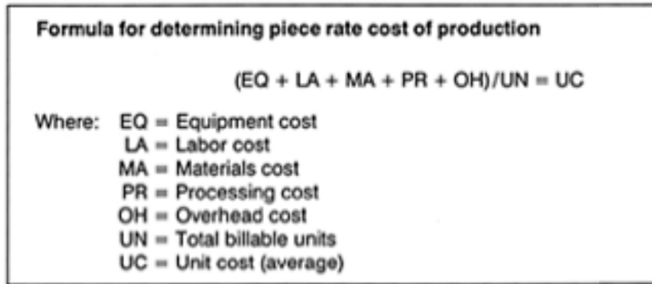 Formula for determining piece rate cost of production
(EQ + LA + MA + PR + OH)/UN = UC
Where: EQ = Equipment cost
LA = Labor cost
MA = Materials cost
PR = Processing cost
OH = Overhead cost
UN = Total billable units
UC = Unit cost (average)